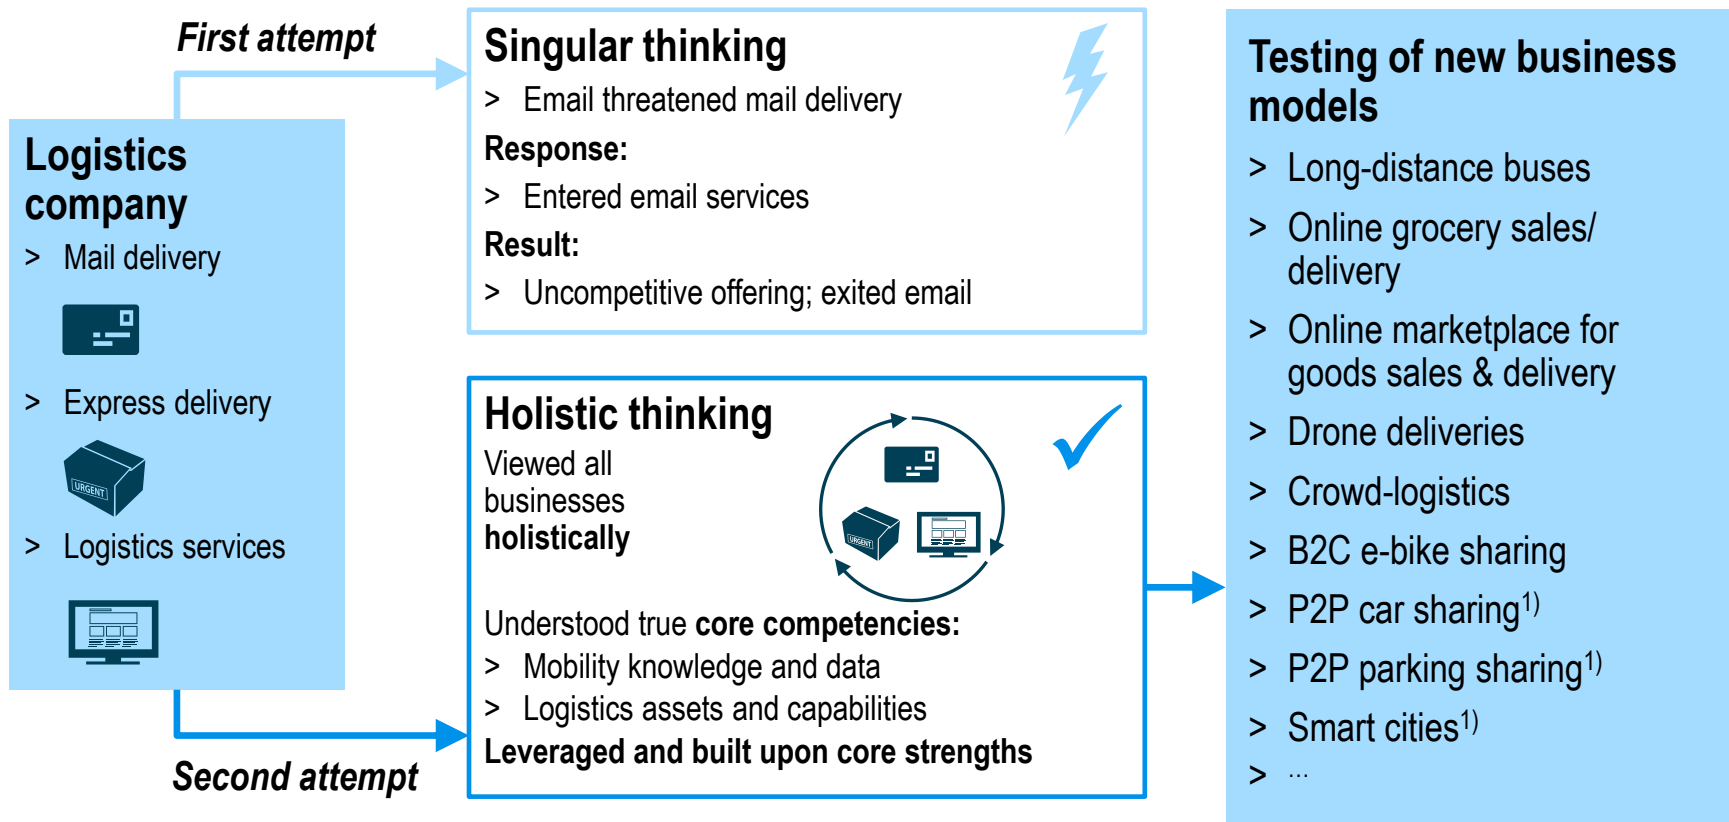 First attempt
Logistics
company
> Mail delivery
> Express delivery
URGENT
> Logistics services
Second attempt
Singular thinking
> Email threatened mail delivery
Response:
> Entered email services
Result:
> Uncompetitive offering; exited email
Holistic thinking
Viewed all
businesses
holistically
URGENT
Understood true core competencies:
> Mobility knowledge and data
> Logistics assets and capabilities
Leveraged and built upon core strengths
Testing of new business
models
> Long-distance buses
> Online grocery sales/
delivery
> Online marketplace for
goods sales & delivery
> Drone deliveries
> Crowd-logistics
> B2C e-bike sharing
> P2P car sharing1)
> P2P parking sharing1)
> Smart cities1)
> ...